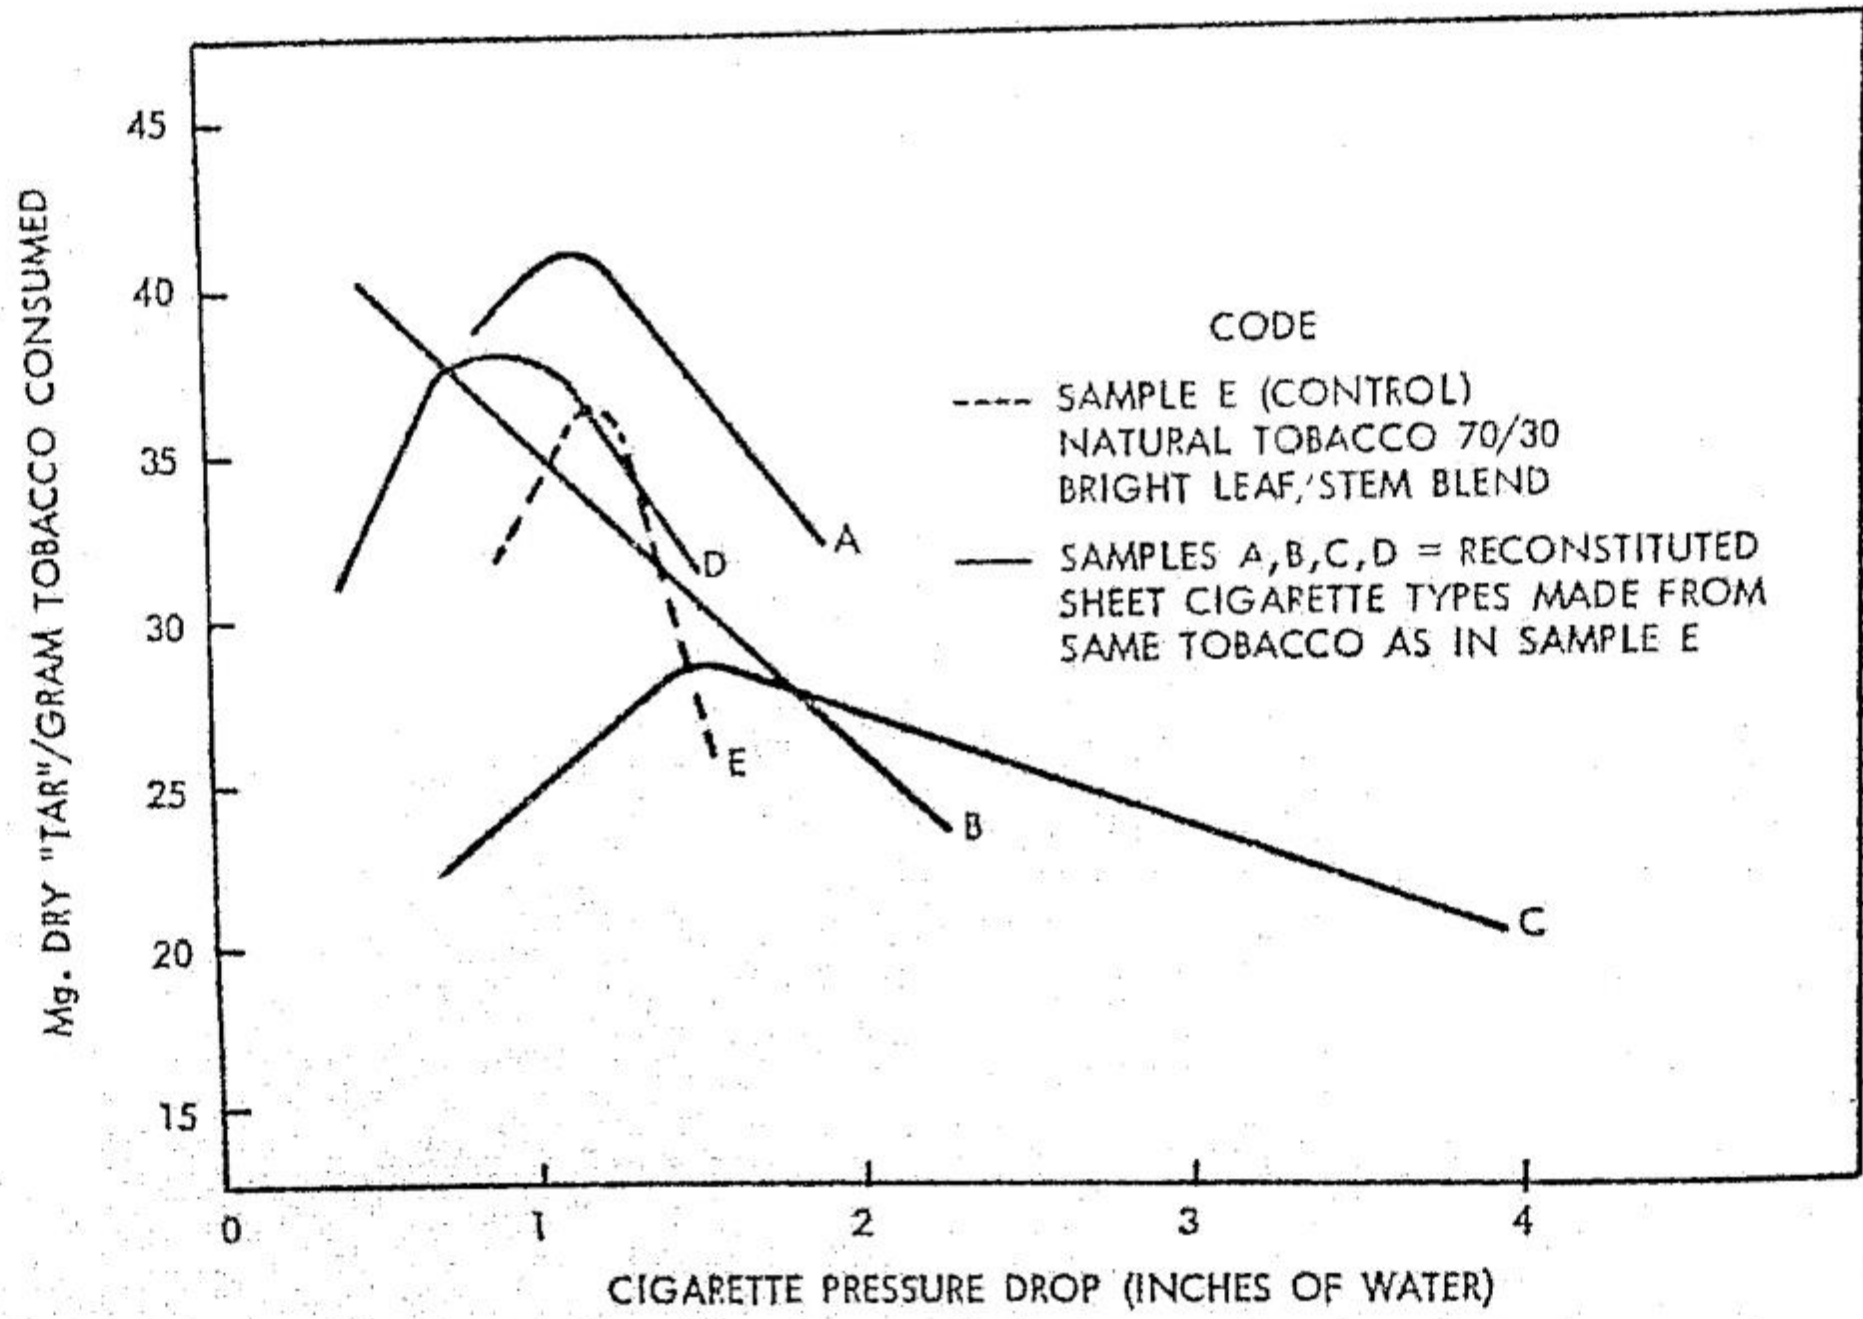 Mg. DRY "TAR"/GRAM TOBACCO CONSUMED
45
40
35
30
25
20
15
0 1 2 3 4
CIGARETTE PRESSURE DROP (INCHES OF WATER)
A
D
E
B
C
CODE
---- SAMPLE E (CONTROL)
NATURAL TOBACCO 70/30
BRIGHT LEAF/STEM BLEND
— SAMPLES A,B,C,D = RECONSTITUTED
SHEET CIGARETTE TYPES MADE FROM
SAME TOBACCO AS IN SAMPLE E